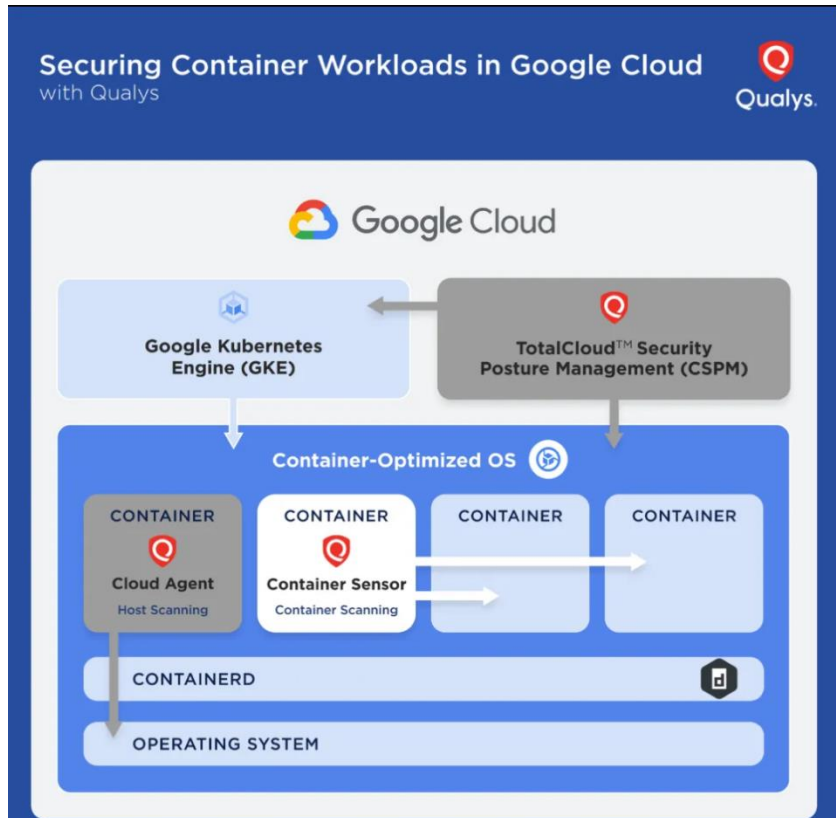 Securing Container Workloads in Google Cloud
with Qualys
Qualys.
Google Cloud
Google Kubernetes
Engine (GKE)
TotalCloud™ Security
Posture Management (CSPM)
Container-Optimized OS
CONTAINER
Cloud Agent
Host Scanning
CONTAINER
Container Sensor
Container Scanning
CONTAINER
CONTAINER
CONTAINERD
d
OPERATING SYSTEM